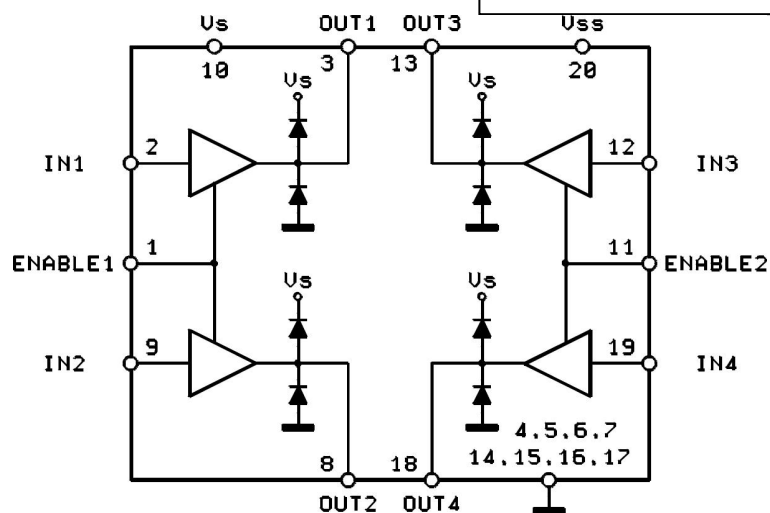 Vs OUT1 OUT3 Vss
10 3 13 20
Vs Vs
IN1 2 12 IN3
ENABLE1 1 11 ENABLE2
Vs Vs
IN2 9 19 IN4
4,5,6,7
8 18 14,15,16,17
OUT2 OUT4